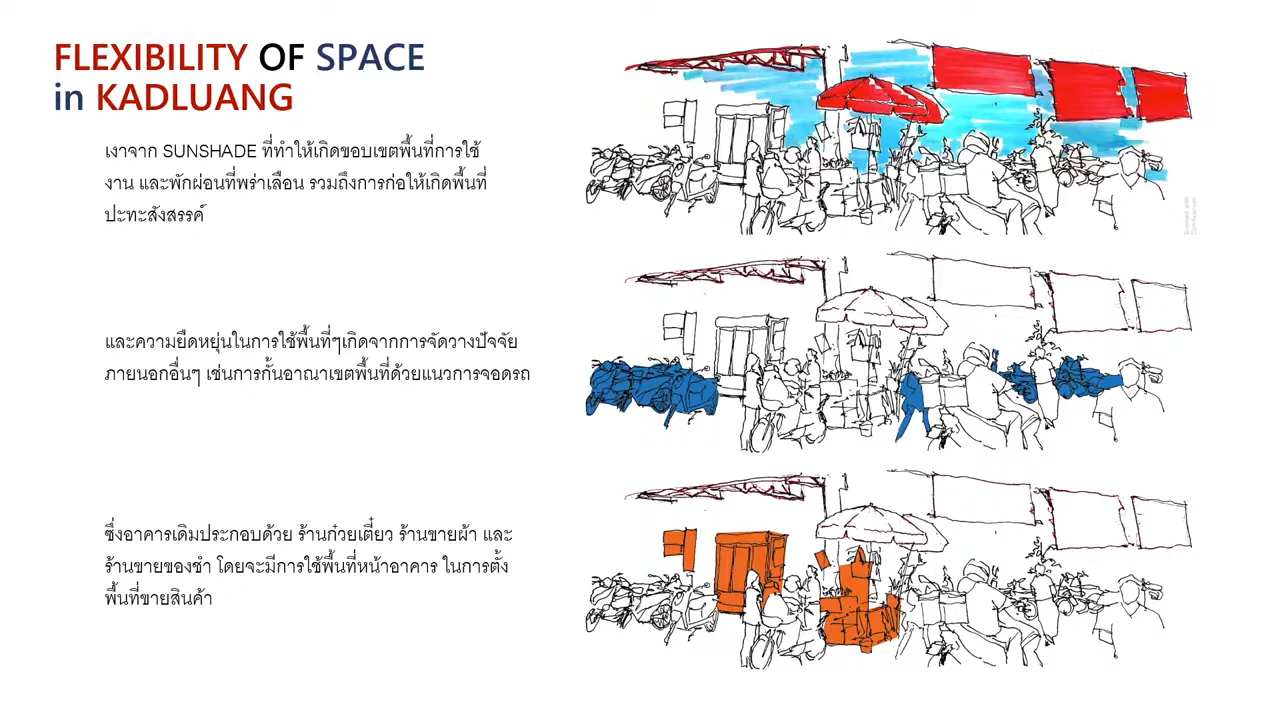 FLEXIBILITY OF SPACE
in KADLUANG
เงาจาก SUNSHADE ที่ทำให้เกิดขอบเขตพื้นที่การใช้
งาน และพักผ่อนที่พร่าเลือน รวมถึงการก่อให้เกิดพื้นที่
ปะทะสังสรรค์
และความยืดหยุ่นในการใช้พื้นที่ๆเกิดจากการจัดวางปัจจัย
ภายนอกอื่นๆ เช่นการกั้นอาณาเขตพื้นที่ด้วยแนวการจอดรถ
ซึ่งอาคารเดิมประกอบด้วย ร้านก๋วยเตี๋ยว ร้านขายผ้า และ
ร้านขายของชำ โดยจะมีการใช้พื้นที่หน้าอาคาร ในการตั้ง
พื้นที่ขายสินค้า
Scanned with
CamScanner